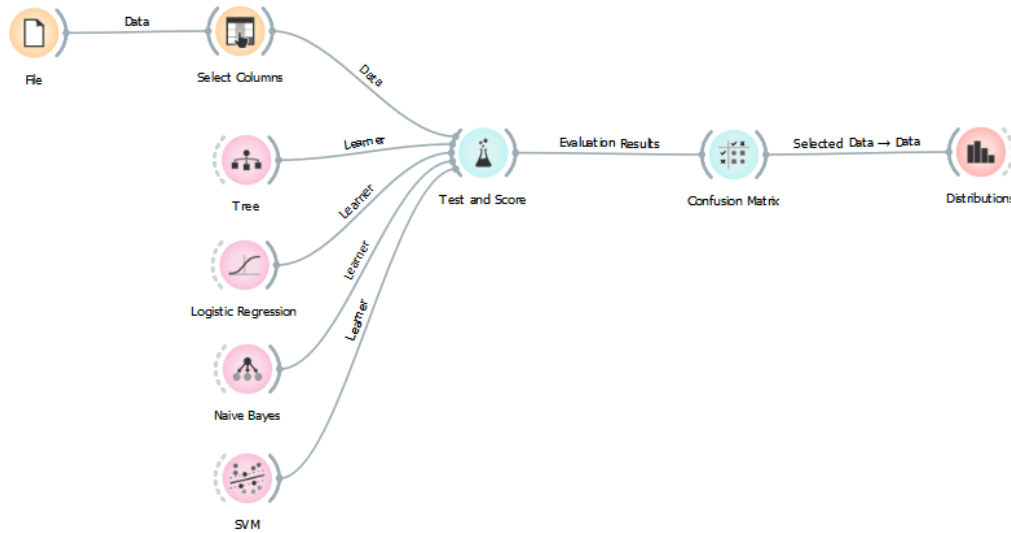 Data
File
Select Columns
Data
Learner
Tree
Learner
Logistic Regression
Learner
Naive Bayes
Learner
SVM
Test and Score
Evaluation Results
Confusion Matrix
Selected Data → Data
Distributions